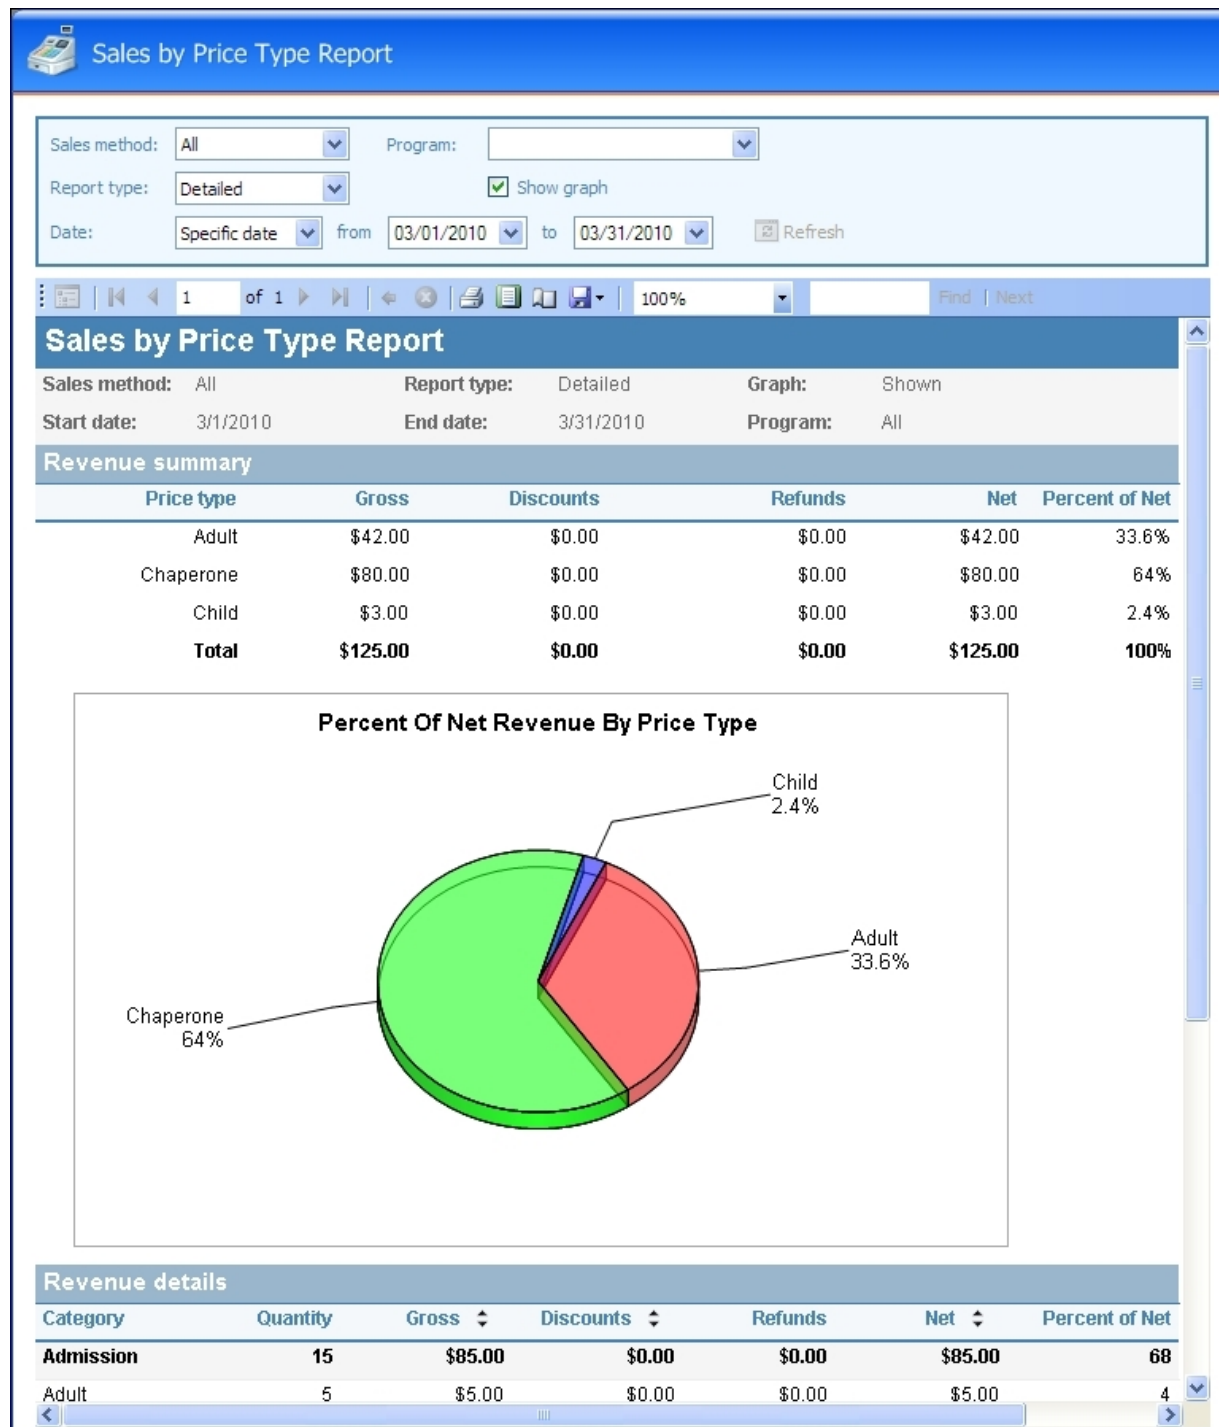 Sales by Price Type Report
Sales method: All Program:
Report type: Detailed Show graph
Date: Specific date from 03/01/2010 to 03/31/2010 Refresh
1 of 1 100% Find | Next
Sales by Price Type Report
Sales method: All Report type: Detailed Graph: Shown
Start date: 3/1/2010 End date: 3/31/2010 Program: All
Revenue summary
Price type Gross Discounts Refunds Net Percent of Net
Adult $42.00 $0.00 $0.00 $42.00 33.6%
Chaperone $80.00 $0.00 $0.00 $80.00 64%
Child $3.00 $0.00 $0.00 $3.00 2.4%
Total $125.00 $0.00 $0.00 $125.00 100%
Percent Of Net Revenue By Price Type
Child
2.4%
Adult
33.6%
Chaperone
64%
Revenue details
Category Quantity Gross Discounts Refunds Net Percent of Net
Admission 15 $85.00 $0.00 $0.00 $85.00 68
Adult 5 $5.00 $0.00 $0.00 $5.00 4